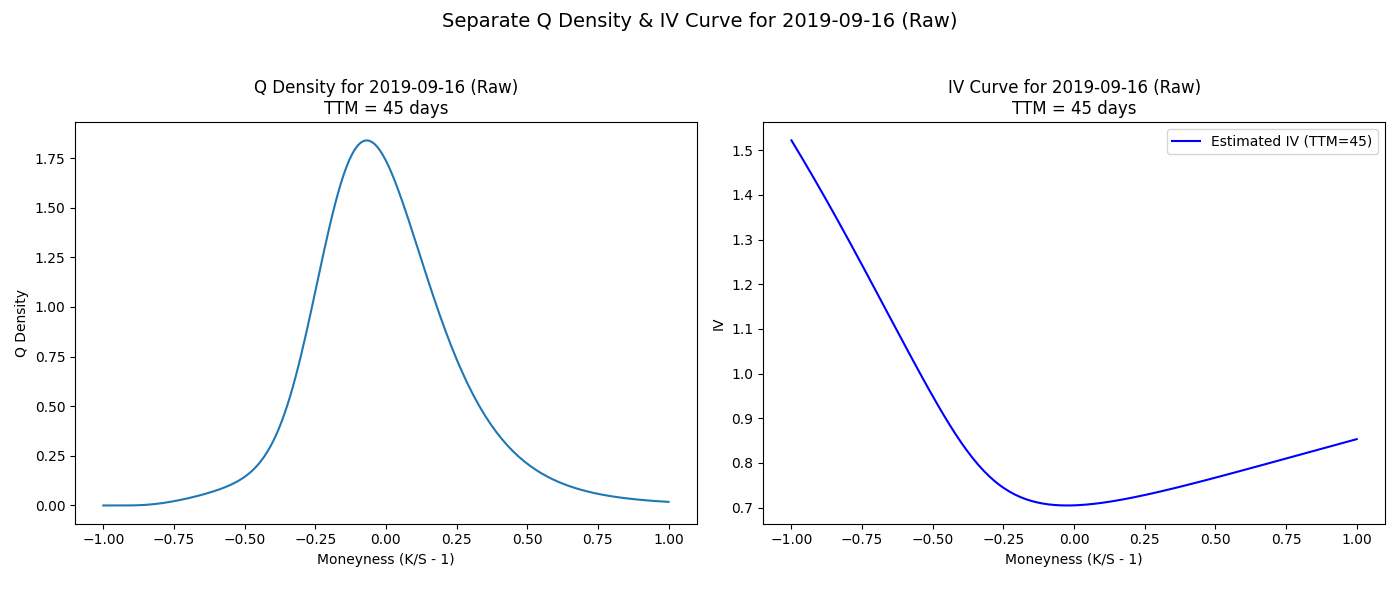 Separate Q Density & IV Curve for 2019-09-16 (Raw)
Q Density for 2019-09-16 (Raw)
TTM = 45 days
Q Density
1.75
1.50
1.25
1.00
0.75
0.50
0.25
0.00
−1.00 −0.75 −0.50 −0.25 0.00 0.25 0.50 0.75 1.00
Moneyness (K/S - 1)
IV Curve for 2019-09-16 (Raw)
TTM = 45 days
Estimated IV (TTM=45)
IV
1.5
1.4
1.3
1.2
1.1
1.0
0.9
0.8
0.7
−1.00 −0.75 −0.50 −0.25 0.00 0.25 0.50 0.75 1.00
Moneyness (K/S - 1)